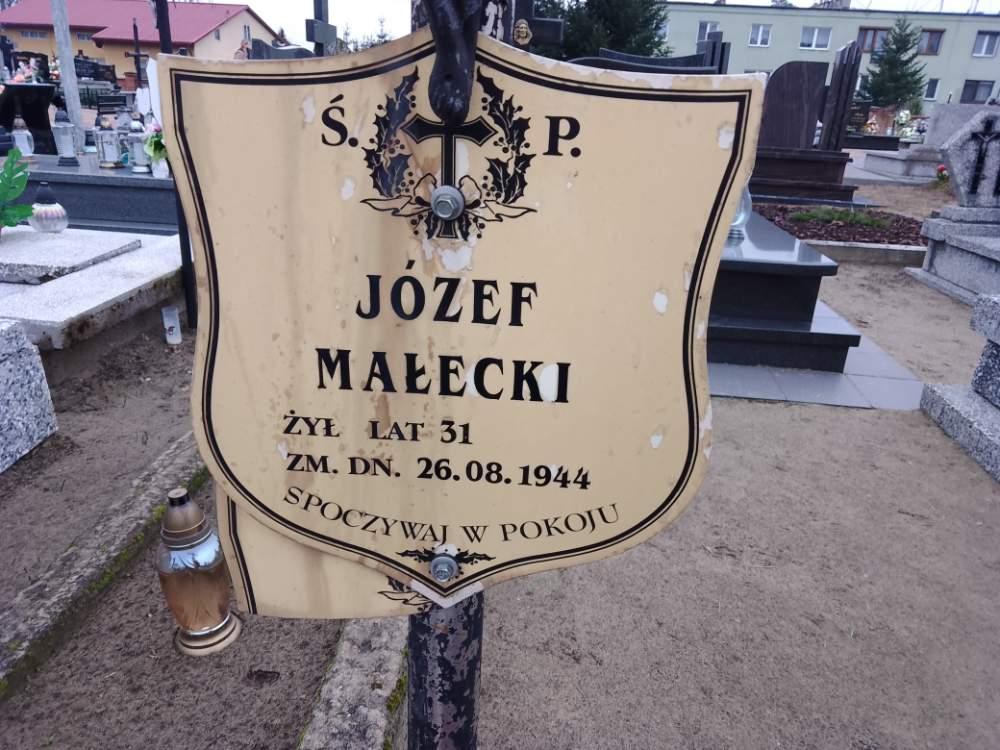 Ś. P.
JÓZEF
MAŁECKI
ŻYŁ LAT 31
ZM. DN. 26.08.1944
SPOCZYWAJ W POKOJU